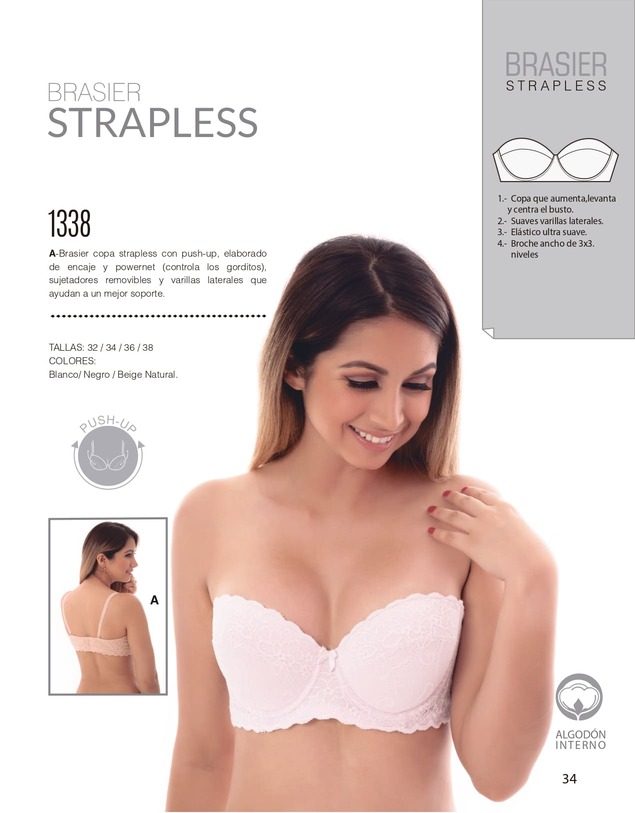 BRASIER
STRAPLESS
1338
A-Brasier copa strapless con push-up, elaborado
de encaje y powernet (controla los gorditos),
sujetadores removibles y varillas laterales que
ayudan a un mejor soporte.
TALLAS: 32 / 34 / 36 / 38
COLORES:
Blanco/ Negro / Beige Natural.
PUSH-UP
A
BRASIER
STRAPLESS
1.- Copa que aumenta,levanta
y centra el busto.
2.- Suaves varillas laterales.
3.- Elástico ultra suave.
4.- Broche ancho de 3x3.
niveles
ALGODÓN
INTERNO
34